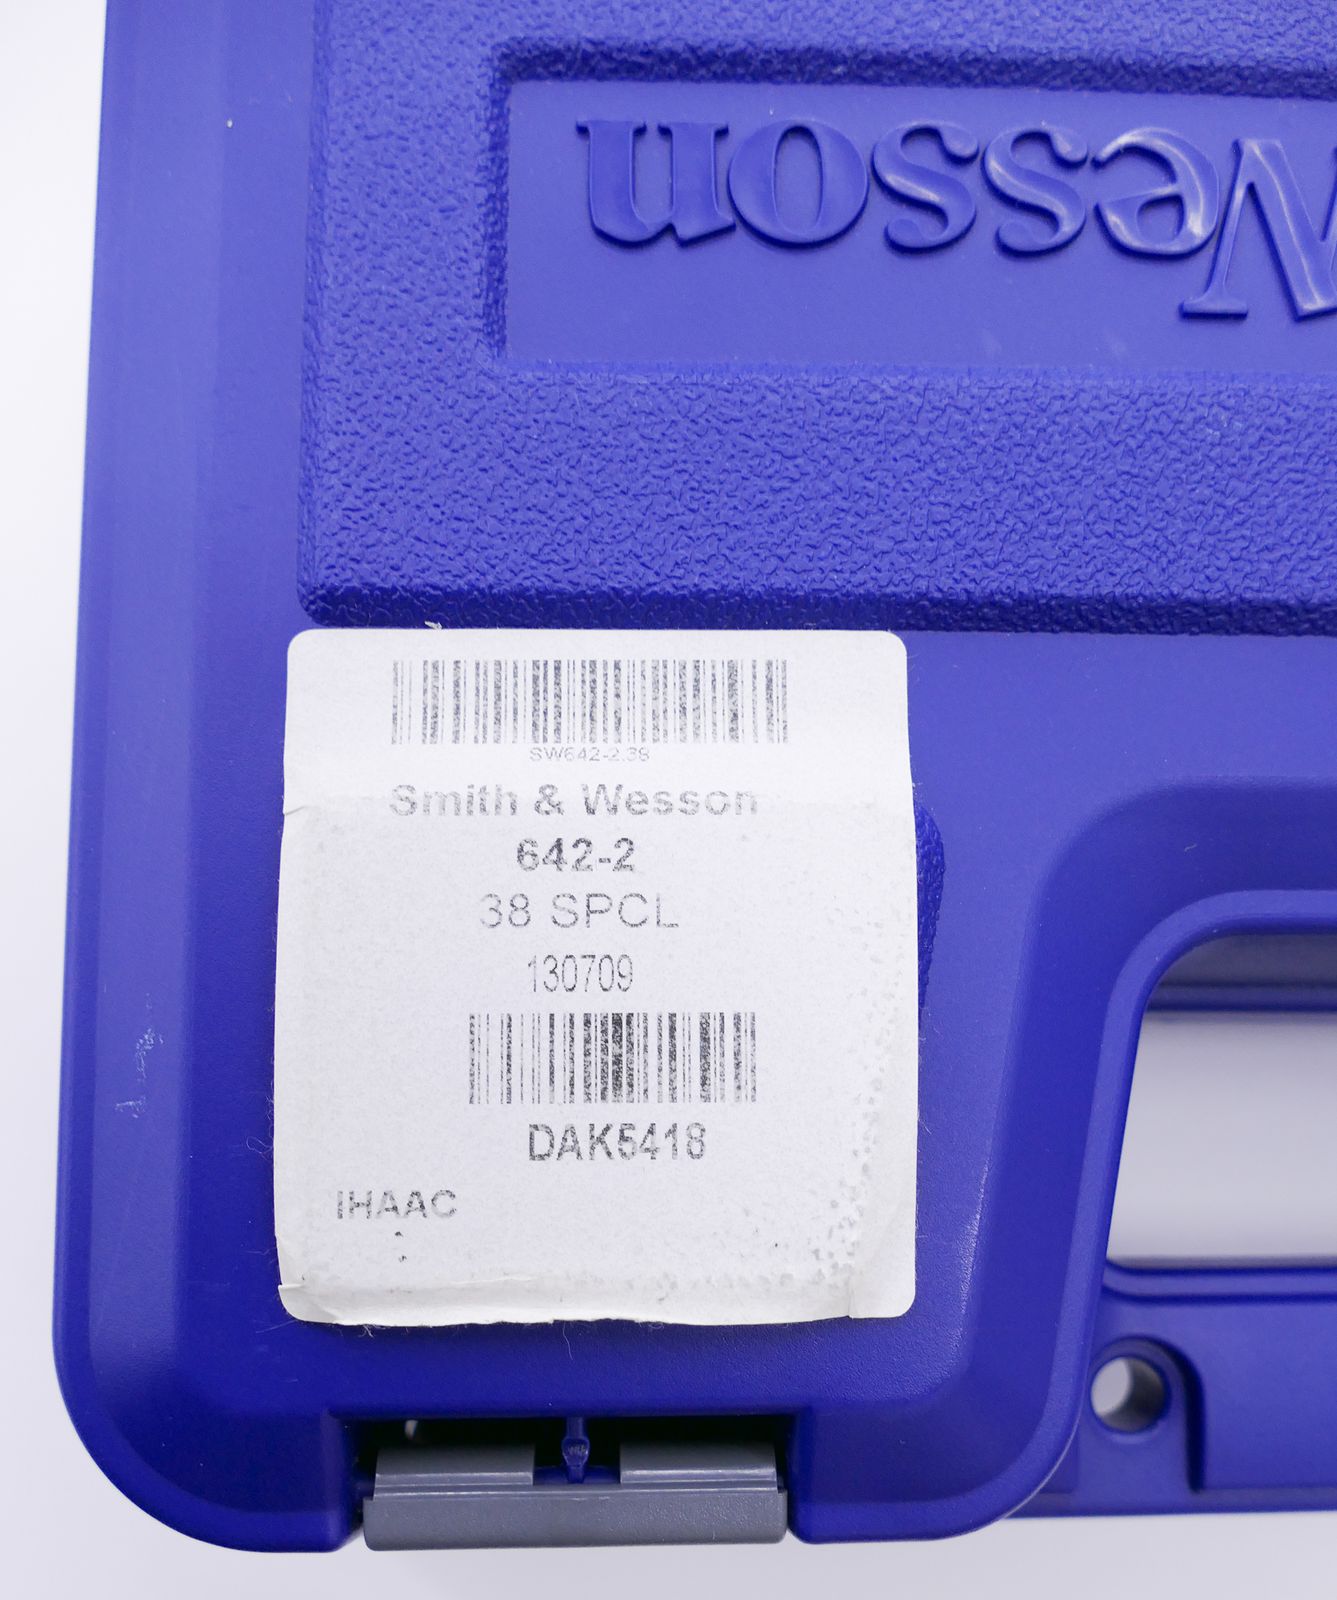 Wesson
SW642-2.38
Smith & Wesson
642-2
38 SPCL
130709
DAK5418
IHAAC